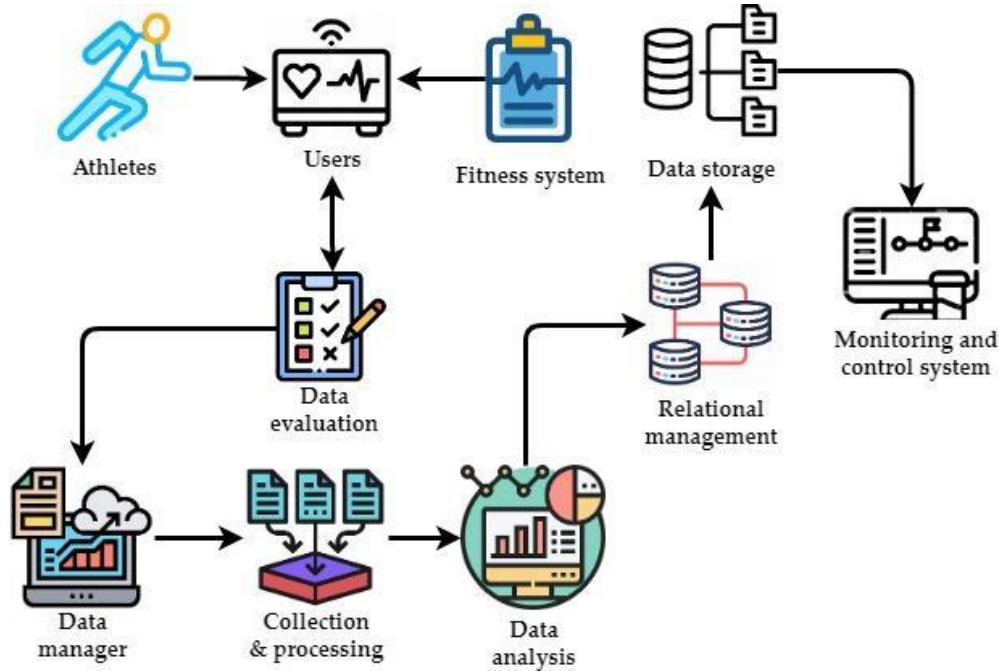 Athletes
Users
Fitness system
Data storage
Monitoring and
control system
Data
evaluation
Relational
management
Data
manager
Collection
& processing
Data
analysis